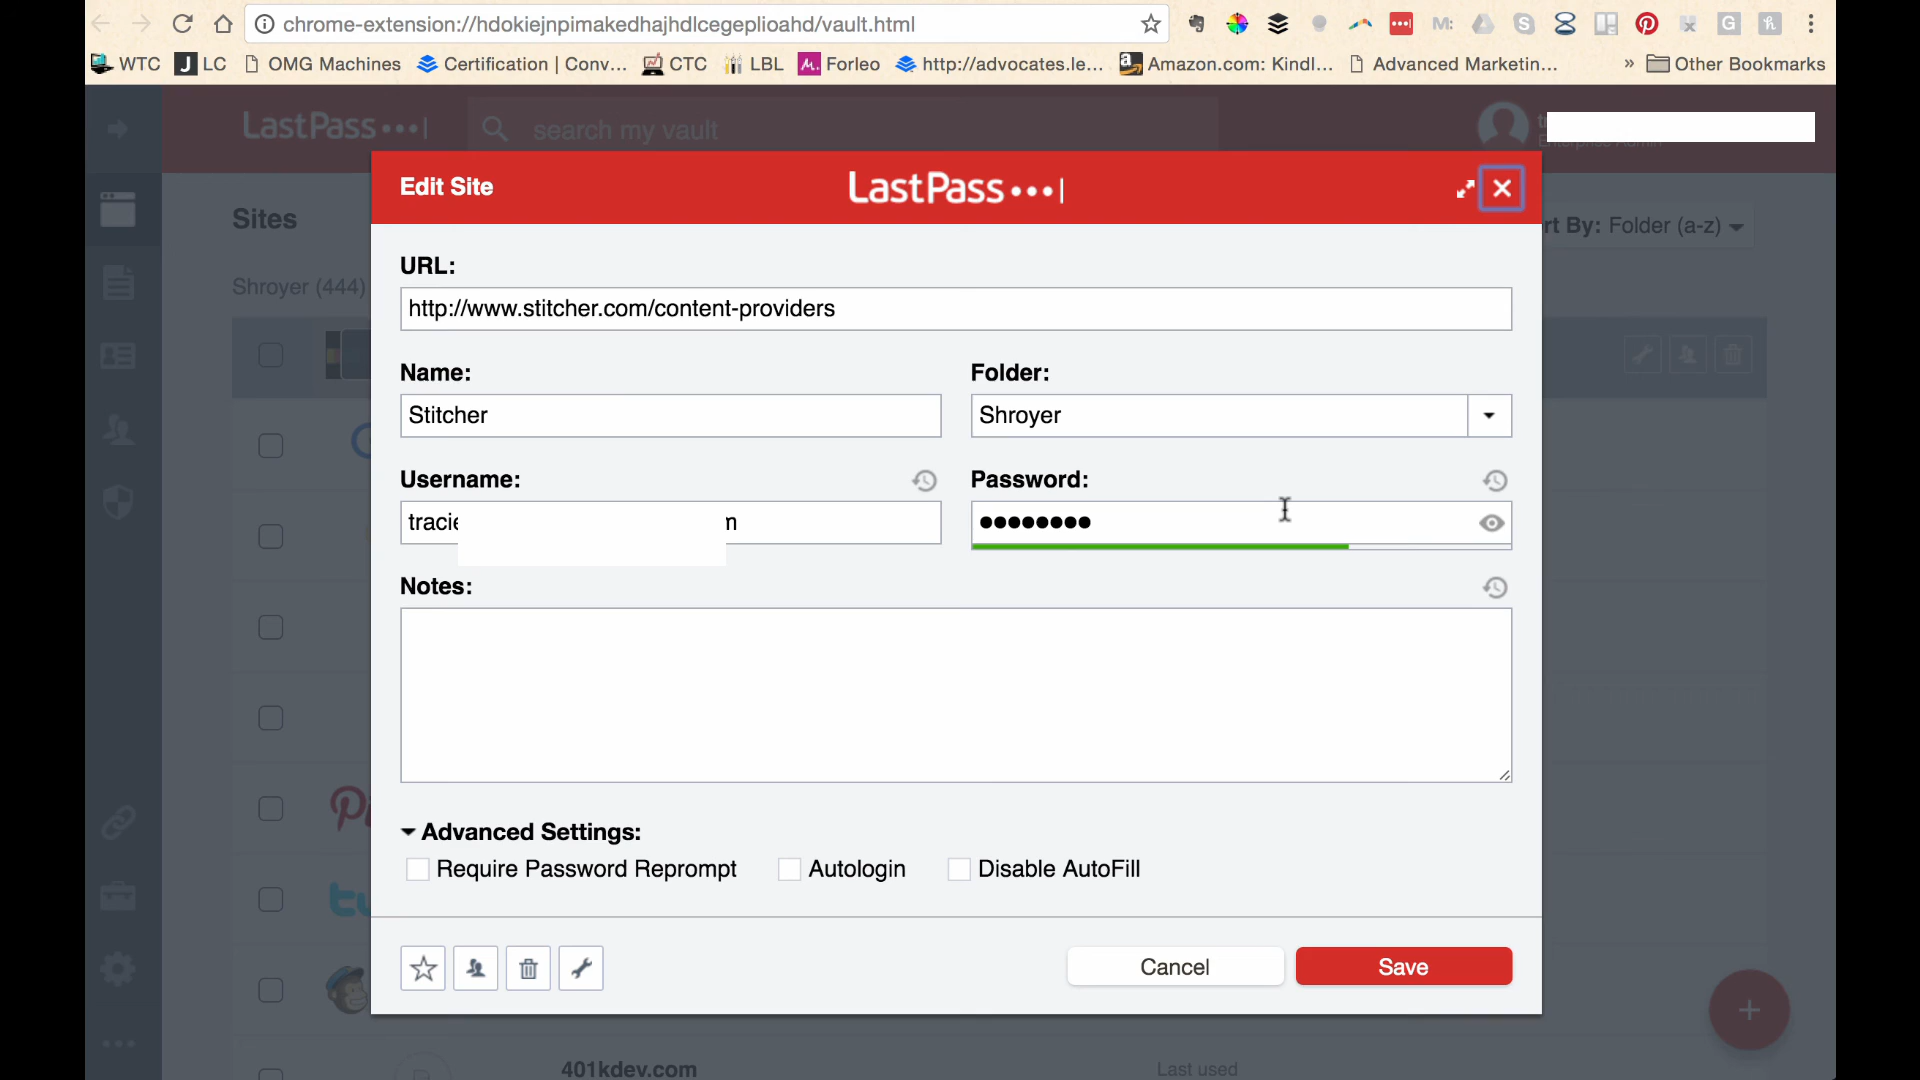 chrome-extension://hdokiejnpimakedhajhdlcegeplioahd/vault.html
WTC J LC OMG Machines Certification | Conv... CTC LBL M. Forleo http://advocates.le... Amazon.com: Kindl... Advanced Marketin... » Other Bookmarks
LastPass •••| search my vault
Enterprise Admin
Edit Site LastPass •••|
Sites
rt By: Folder (a-z)
Shroyer (444)
URL:
http://www.stitcher.com/content-providers
Name: Folder:
Stitcher Shroyer
Username: Password:
tracie m ••••••••
Notes:
Advanced Settings:
Require Password Reprompt Autologin Disable AutoFill
Cancel Save
401kdev.com Last used